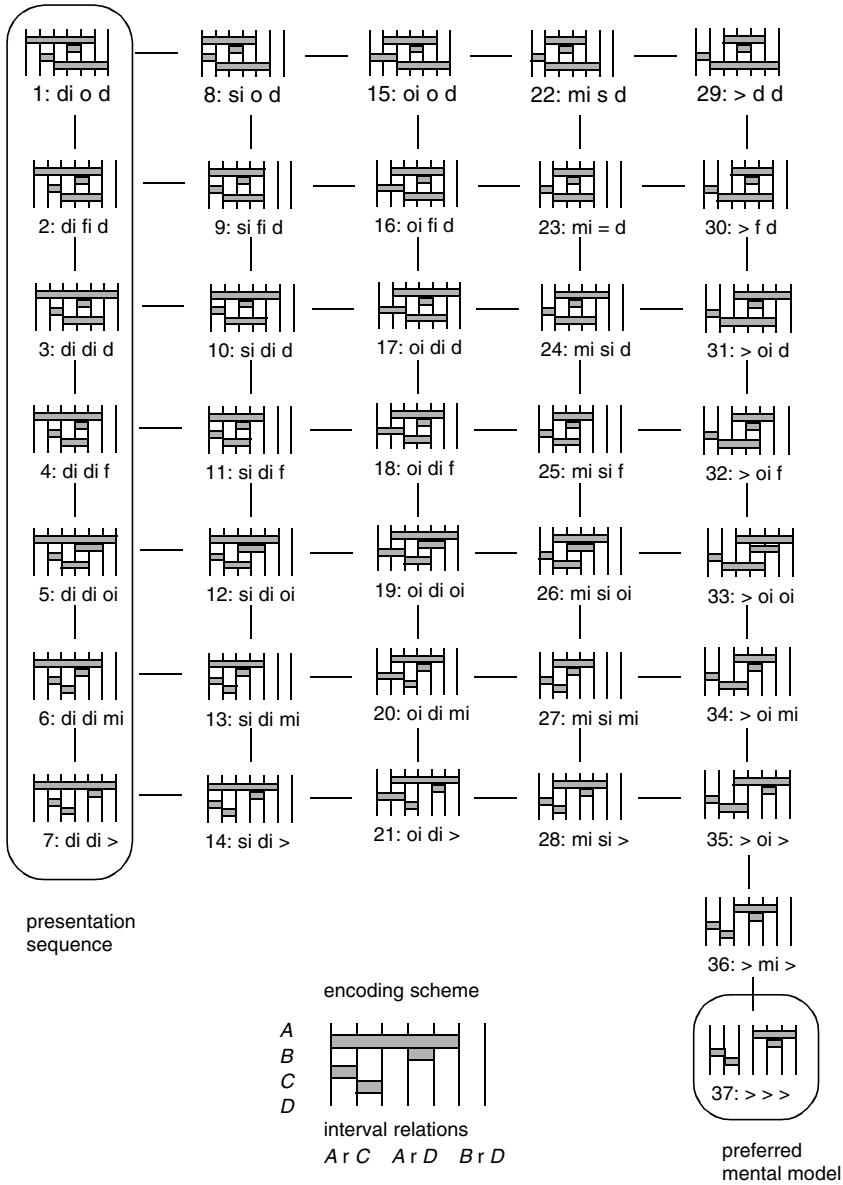 1: di o d
8: si o d
15: oi o d
22: mi s d
29: > d d
2: di fi d
9: si fi d
16: oi fi d
23: mi = d
30: > f d
3: di di d
10: si di d
17: oi di d
24: mi si d
31: > oi d
4: di di f
11: si di f
18: oi di f
25: mi si f
32: > oi f
5: di di oi
12: si di oi
19: oi di oi
26: mi si oi
33: > oi oi
6: di di mi
13: si di mi
20: oi di mi
27: mi si mi
34: > oi mi
7: di di >
14: si di >
21: oi di >
28: mi si >
35: > oi >
presentation
sequence
36: > mi >
encoding scheme
A
B
C
D
interval relations
A r C A r D B r D
37: > > >
preferred
mental model